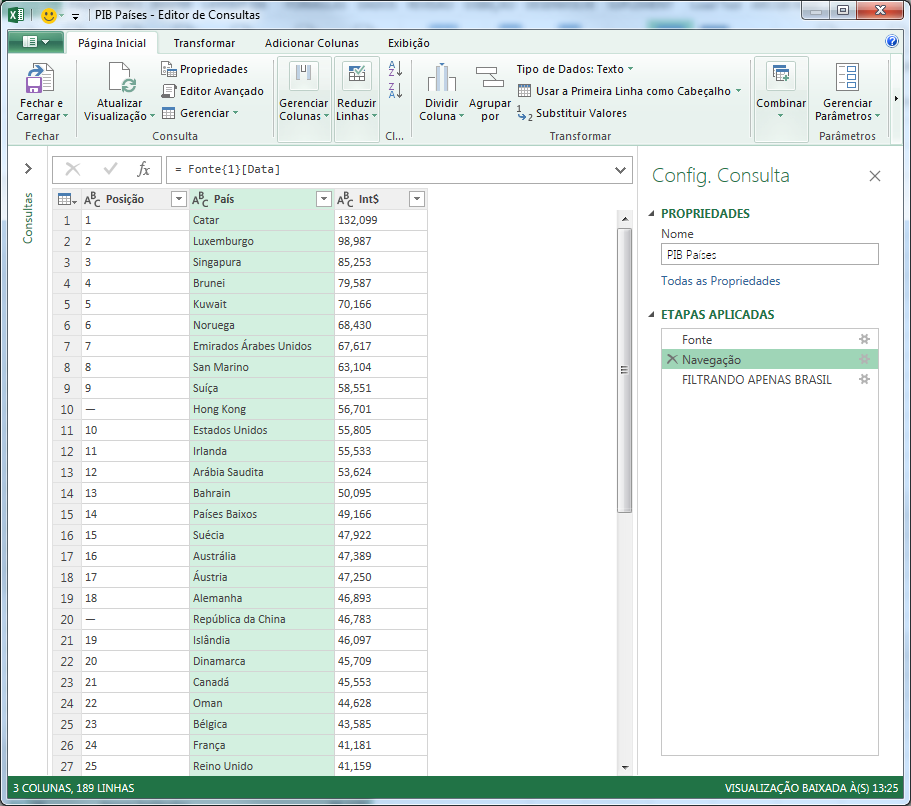 PIB Países - Editor de Consultas
Página Inicial Transformar Adicionar Colunas Exibição
Fechar e Carregar
Fechar
Atualizar Visualização
Propriedades
Editor Avançado
Gerenciar
Consulta
Gerenciar Colunas
Reduzir Linhas
Cl...
Dividir Coluna
Agrupar por
Tipo de Dados: Texto
Usar a Primeira Linha como Cabeçalho
Substituir Valores
Transformar
Combinar
Gerenciar Parâmetros
Parâmetros
Consultas
fx = Fonte{1}[Data]
Posição País Int$
1 1 Catar 132,099
2 2 Luxemburgo 98,987
3 3 Singapura 85,253
4 4 Brunei 79,587
5 5 Kuwait 70,166
6 6 Noruega 68,430
7 7 Emirados Árabes Unidos 67,617
8 8 San Marino 63,104
9 9 Suíça 58,551
10 — Hong Kong 56,701
11 10 Estados Unidos 55,805
12 11 Irlanda 55,533
13 12 Arábia Saudita 53,624
14 13 Bahrain 50,095
15 14 Países Baixos 49,166
16 15 Suécia 47,922
17 16 Austrália 47,389
18 17 Áustria 47,250
19 18 Alemanha 46,893
20 — República da China 46,783
21 19 Islândia 46,097
22 20 Dinamarca 45,709
23 21 Canadá 45,553
24 22 Oman 44,628
25 23 Bélgica 43,585
26 24 França 41,181
27 25 Reino Unido 41,159
Config. Consulta
PROPRIEDADES
Nome
PIB Países
Todas as Propriedades
ETAPAS APLICADAS
Fonte
Navegação
FILTRANDO APENAS BRASIL
3 COLUNAS, 189 LINHAS
VISUALIZAÇÃO BAIXADA À(S) 13:25